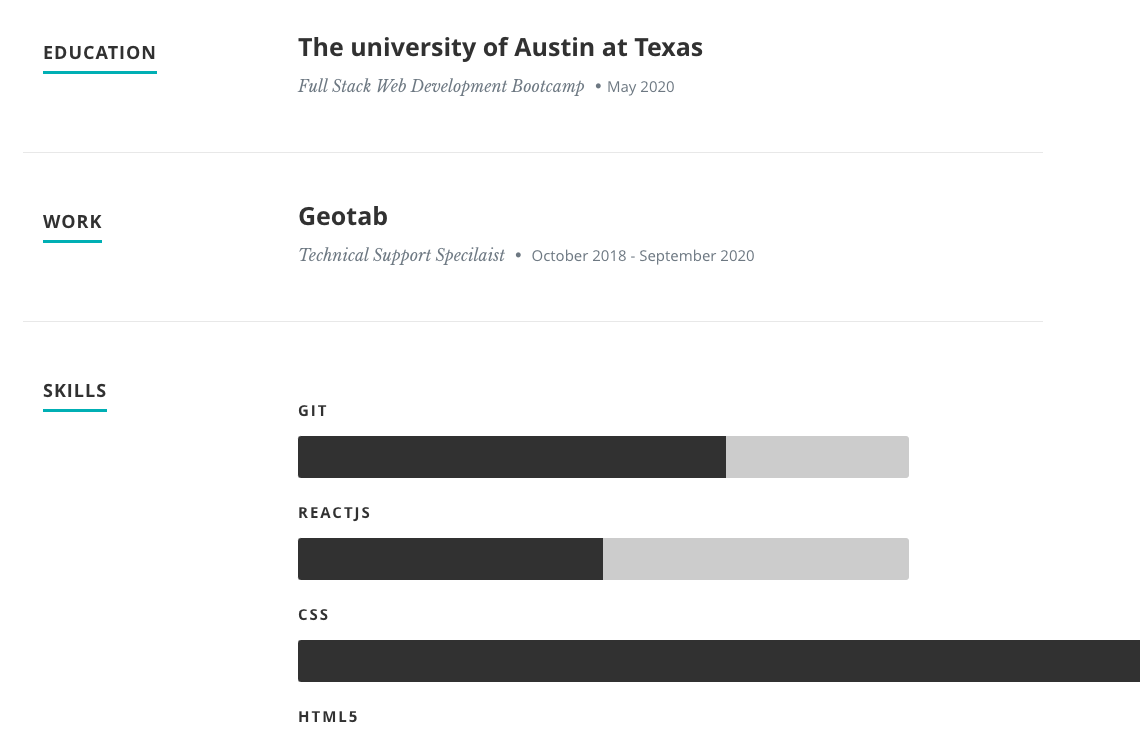 EDUCATION
The university of Austin at Texas
Full Stack Web Development Bootcamp • May 2020
WORK
Geotab
Technical Support Specilaist • October 2018 - September 2020
SKILLS
GIT
REACTJS
CSS
HTML5